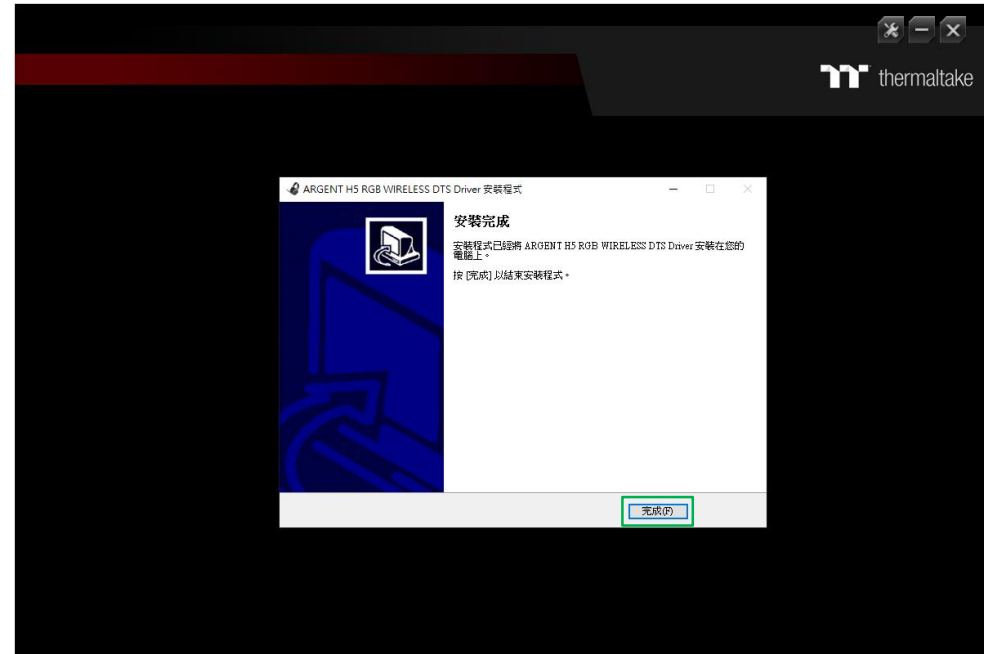 thermaltake
ARGENT H5 RGB WIRELESS DTS Driver 安裝程式
安裝完成
安裝程式已經將 ARGENT H5 RGB WIRELESS DTS Driver 安裝在您的
電腦上。
按 [完成] 以結束安裝程式。
完成(F)